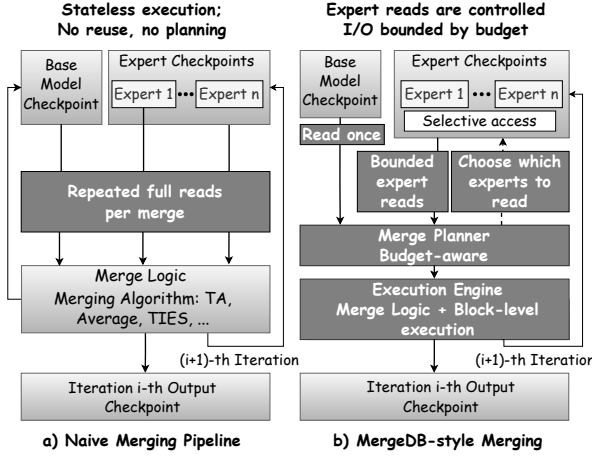 Stateless execution;
No reuse, no planning
Base
Model
Checkpoint
Expert Checkpoints
Expert 1 ••• Expert n
Repeated full reads
per merge
Merge Logic
Merging Algorithm: TA,
Average, TIES, ...
(i+1)-th Iteration
Iteration i-th Output
Checkpoint
a) Naive Merging Pipeline
Expert reads are controlled
I/O bounded by budget
Base
Model
Checkpoint
Expert Checkpoints
Expert 1 ••• Expert n
Selective access
Read once
Bounded
expert
reads
Choose which
experts to
read
Merge Planner
Budget-aware
Execution Engine
Merge Logic + Block-level
execution
(i+1)-th Iteration
Iteration i-th Output
Checkpoint
b) MergeDB-style Merging